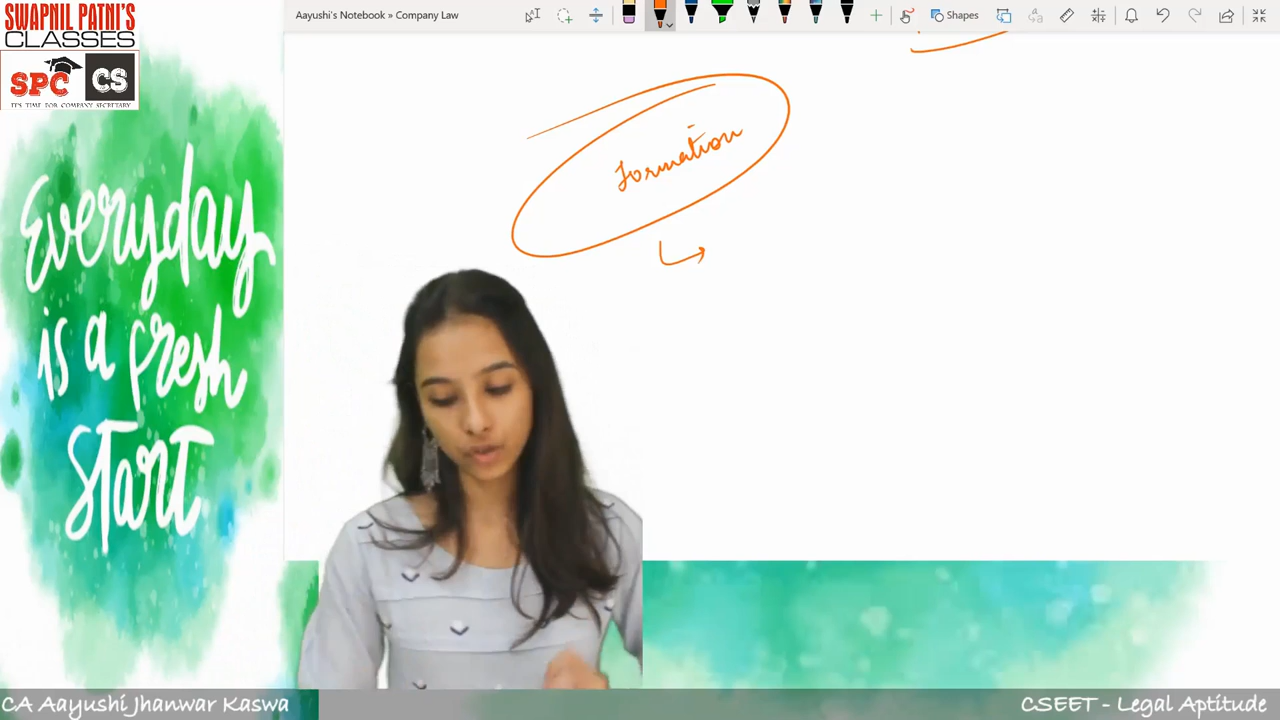 SWAPNIL PATNI'S
CLASSES
SPC CS
IT'S TIME FOR COMPANY SECRETARY
Aayushi's Notebook » Company Law
Shapes
Formation
Everyday
is a fresh
Start
CA Aayushi Jhanwar Kaswa
CSEET - Legal Aptitude